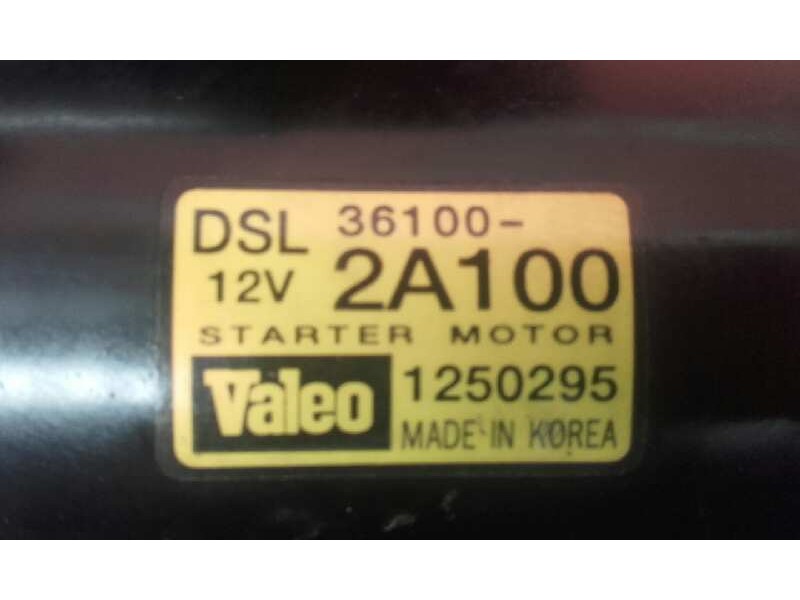 DSL 36100-
12V 2A100
STARTER MOTOR
Valeo 1250295
MADE IN KOREA